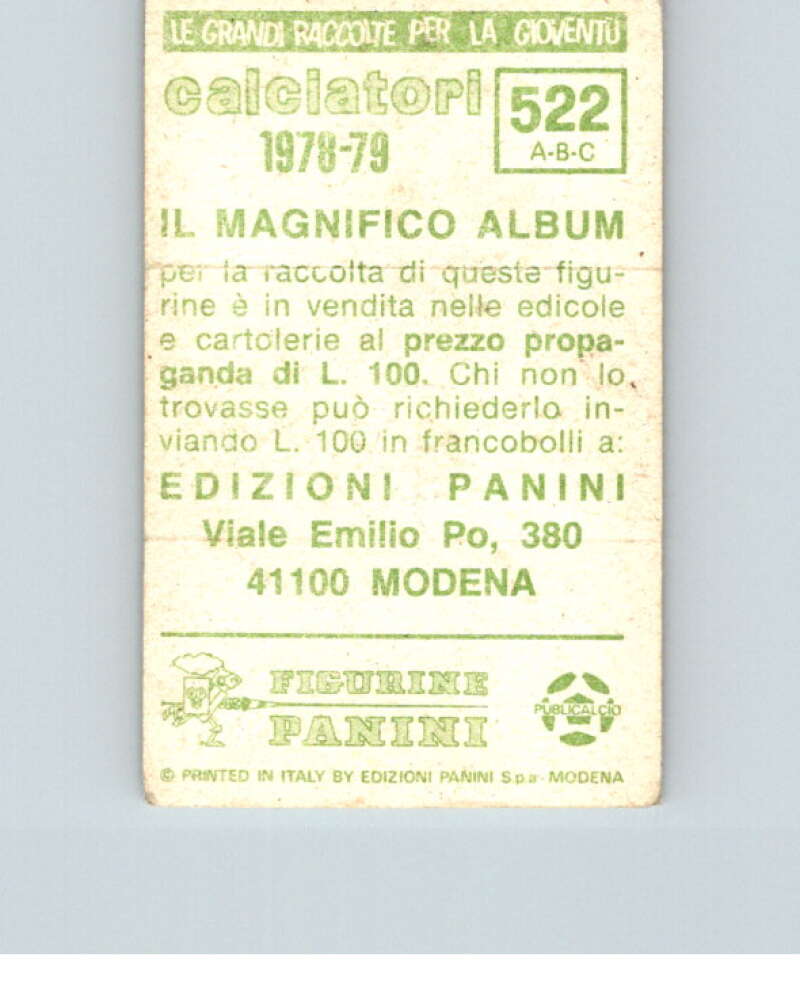 LE GRANDI RACCOLTE PER LA GIOVENTÙ
calciatori
1978-79
522
A-B-C
IL MAGNIFICO ALBUM
per la raccolta di queste figu-
rine è in vendita nelle edicole
e cartolerie al prezzo propa-
ganda di L. 100. Chi non lo
trovasse può richiederlo in-
viando L. 100 in francobolli a:
EDIZIONI PANINI
Viale Emilio Po, 380
41100 MODENA
FIGURINE
PANINI
PUBLICALCIO
© PRINTED IN ITALY BY EDIZIONI PANINI S.p.a. MODENA